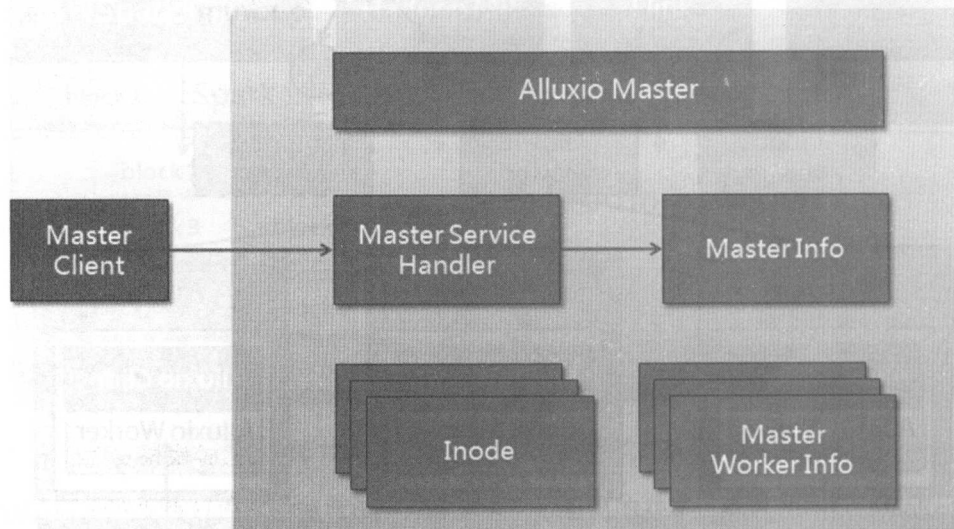 Alluxio Master
Master
Client
Master Service
Handler
Master Info
Inode
Master
Worker Info